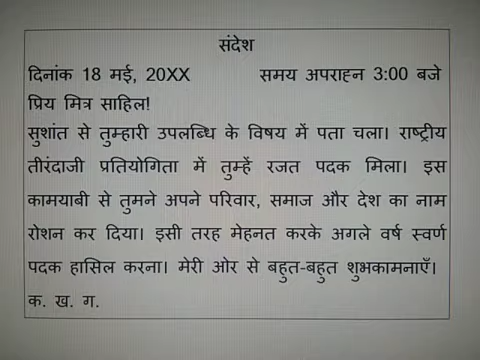 संदेश
दिनांक 18 मई, 20XX समय अपराह्न 3:00 बजे
प्रिय मित्र साहिल!
सुशांत से तुम्हारी उपलब्धि के विषय में पता चला। राष्ट्रीय
तीरंदाजी प्रतियोगिता में तुम्हें रजत पदक मिला। इस
कामयाबी से तुमने अपने परिवार, समाज और देश का नाम
रोशन कर दिया। इसी तरह मेहनत करके अगले वर्ष स्वर्ण
पदक हासिल करना। मेरी ओर से बहुत-बहुत शुभकामनाएँ।
क. ख. ग.